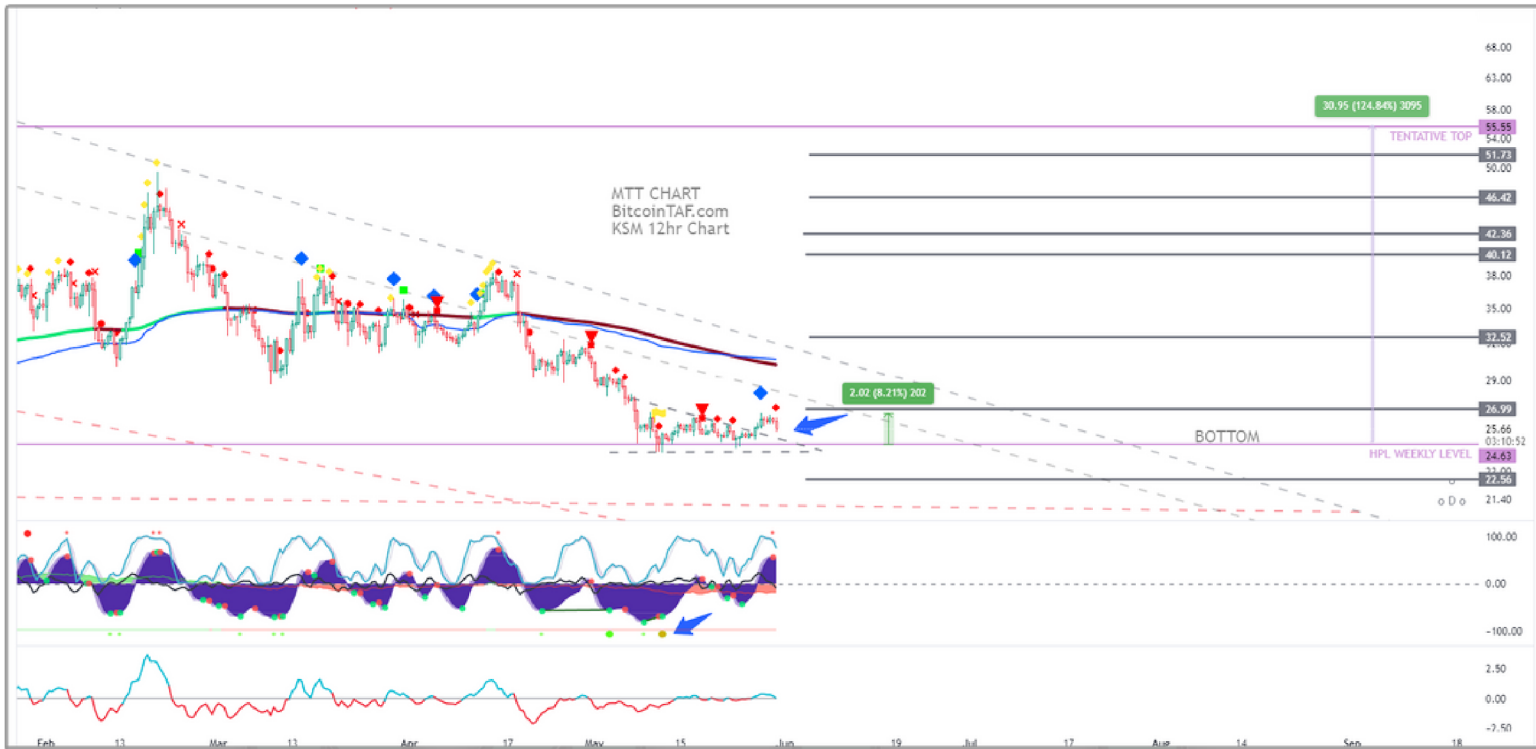 68.00
63.00
30.95 (124.84%) 3095
58.00
55.55
TENTATIVE TOP
54.00
51.73
50.00
MTT CHART
BitcoinTAF.com
KSM 12hr Chart
46.42
42.36
40.12
38.00
35.00
32.52
29.00
2.02 (8.21%) 202
26.99
25.66
BOTTOM
03:10:52
HPL WEEKLY LEVEL
24.63
22.56
21.40
100.00
0.00
-100.00
2.50
0.00
-2.50
Feb 13 Mar 13 Apr 17 May 15 Jun 19 Jul 17 Aug 14 Sep 18